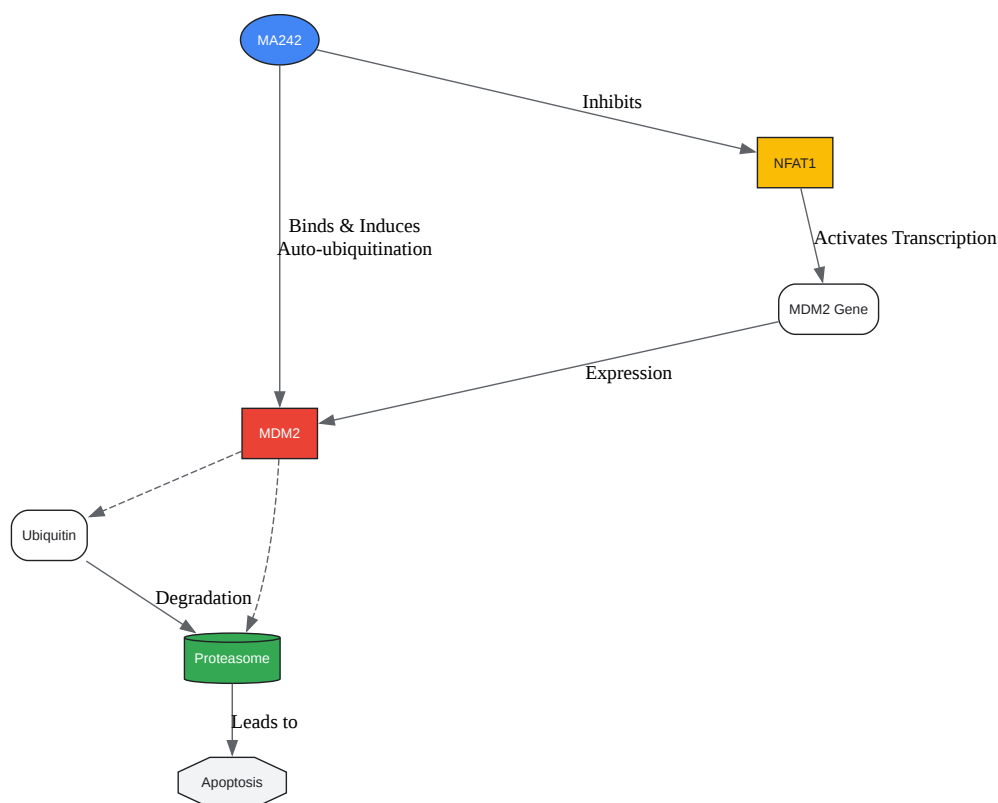 MA242
Inhibits
NFAT1
Binds & Induces
Auto-ubiquitination
Activates Transcription
MDM2 Gene
Expression
MDM2
Ubiquitin
Degradation
Proteasome
Leads to
Apoptosis